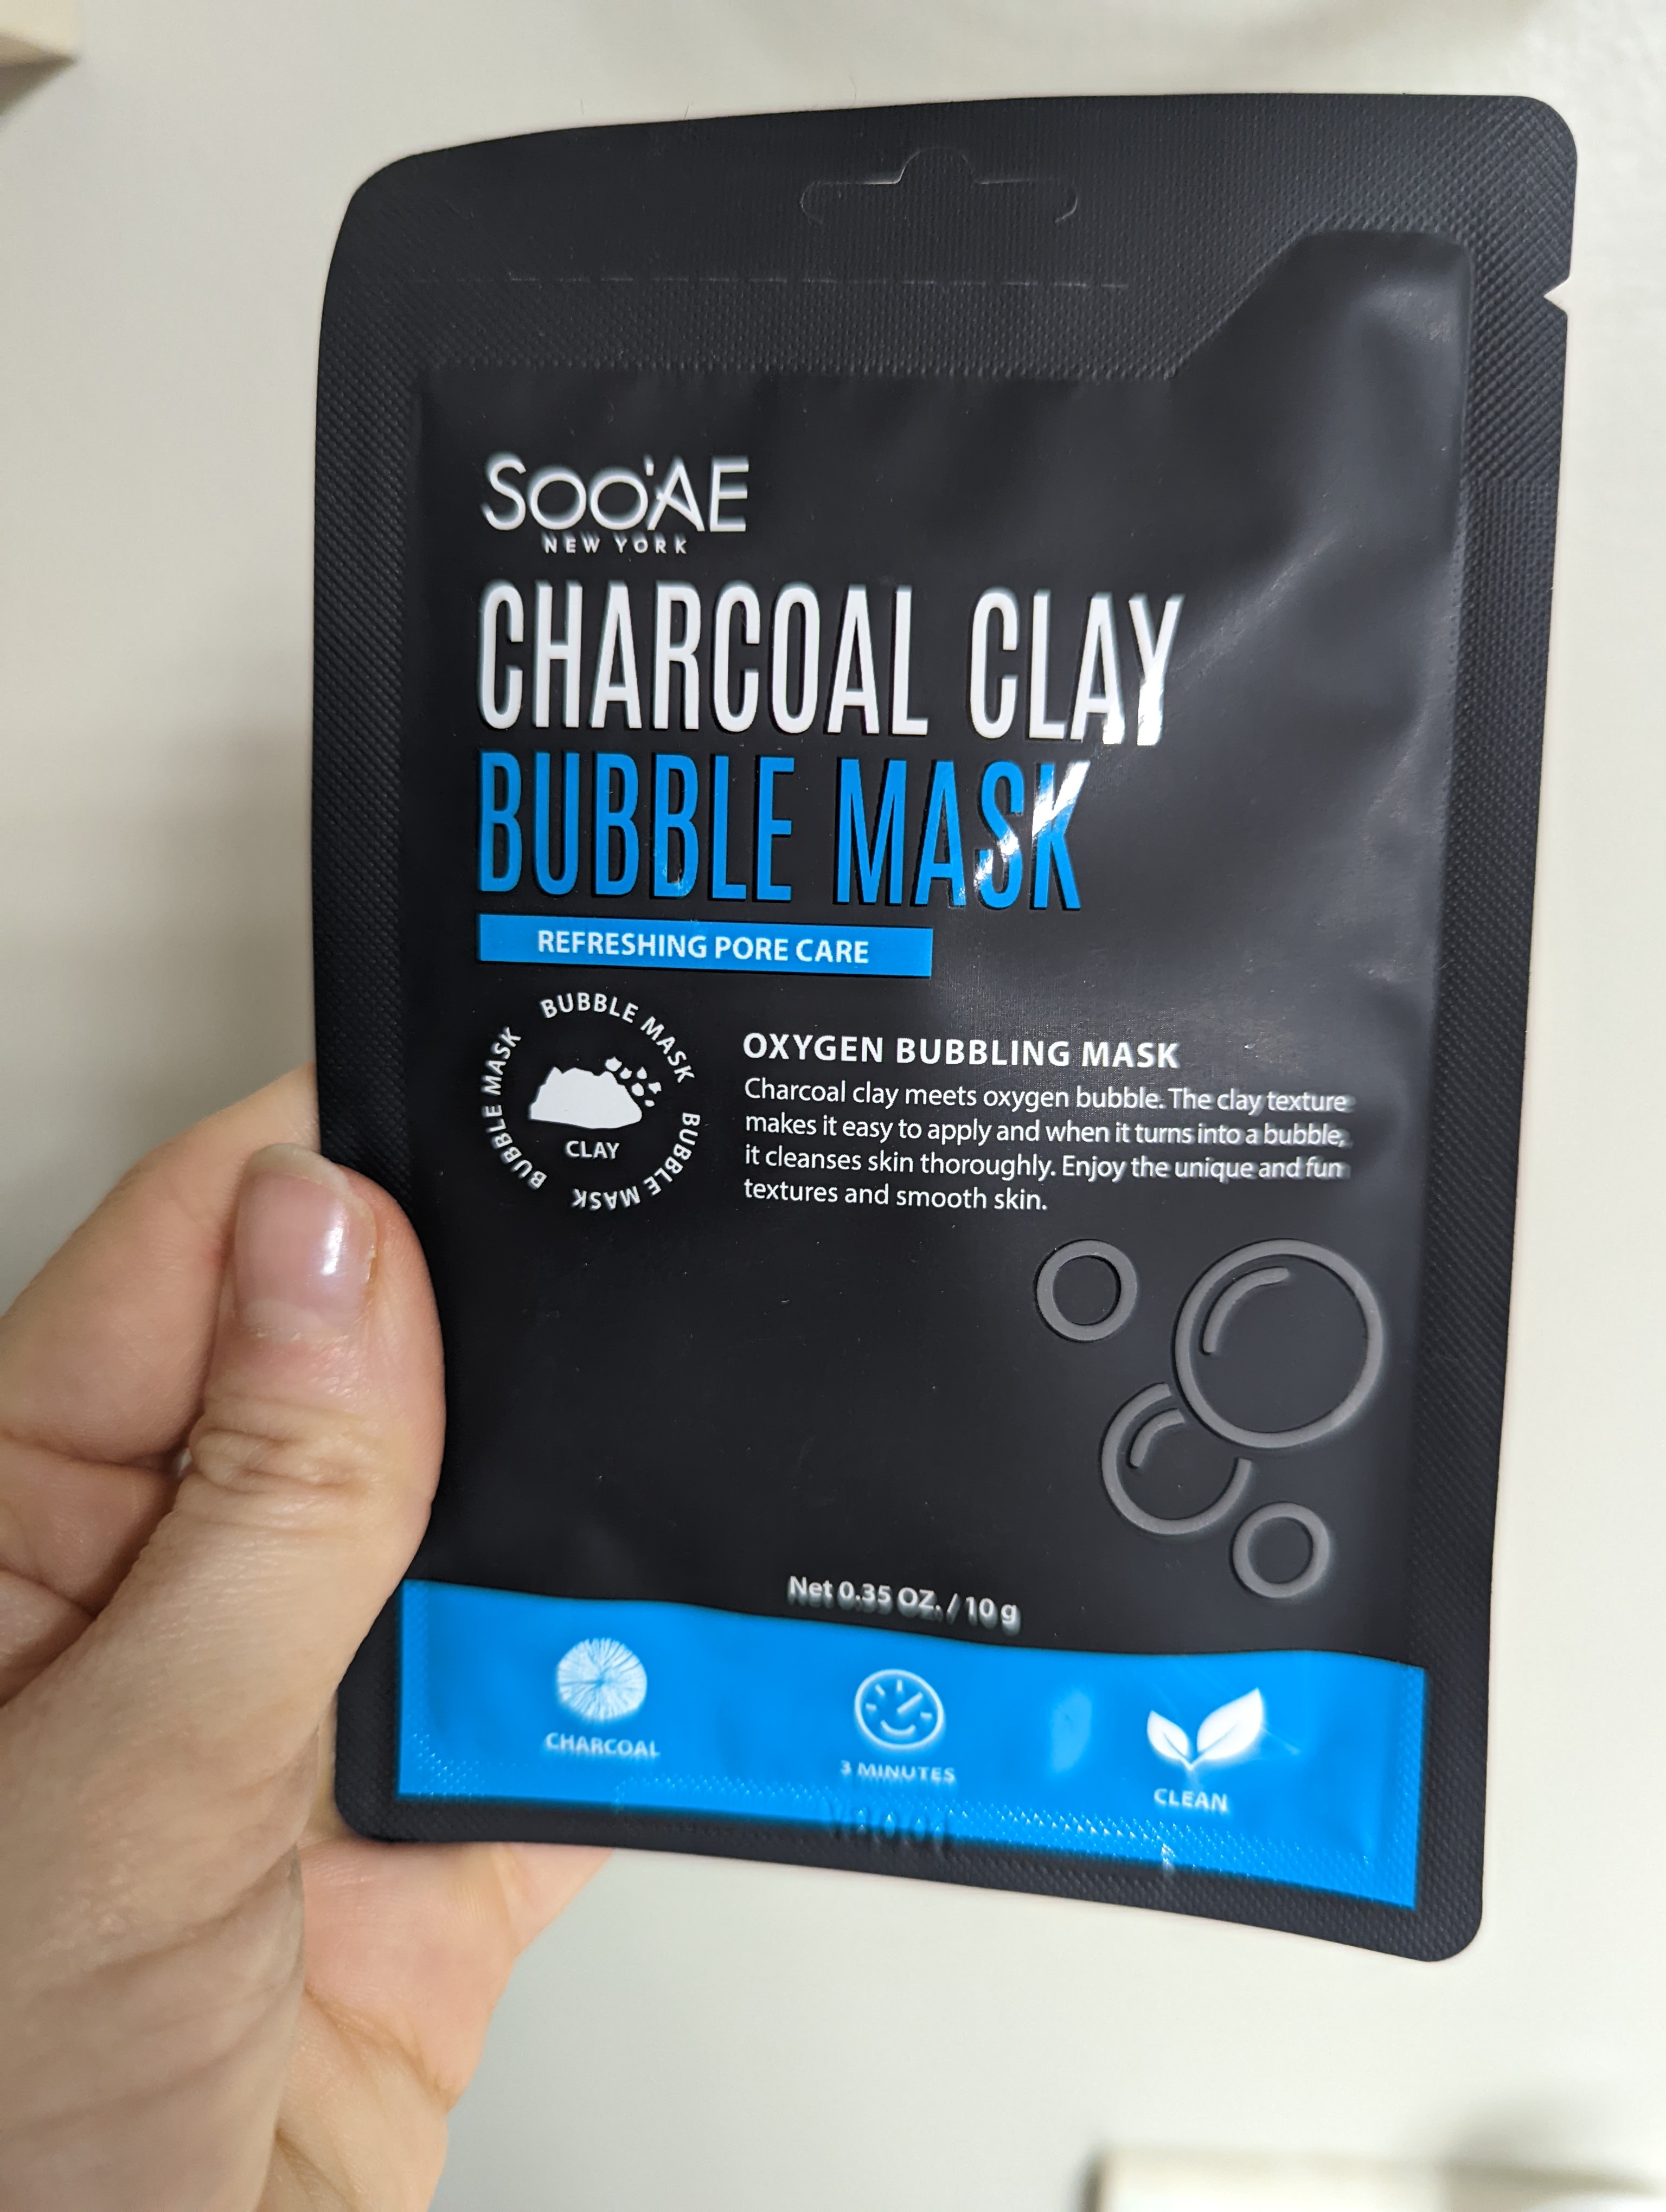 SOO'AE
NEW YORK
CHARCOAL CLAY
BUBBLE MASK
REFRESHING PORE CARE
BUBBLE MASK BUBBLE MASK BUBBLE MASK
CLAY
OXYGEN BUBBLING MASK
Charcoal clay meets oxygen bubble. The clay texture
makes it easy to apply and when it turns into a bubble,
it cleanses skin thoroughly. Enjoy the unique and fun
textures and smooth skin.
Net 0.35 OZ. / 10 g
CHARCOAL
3 MINUTES
CLEAN